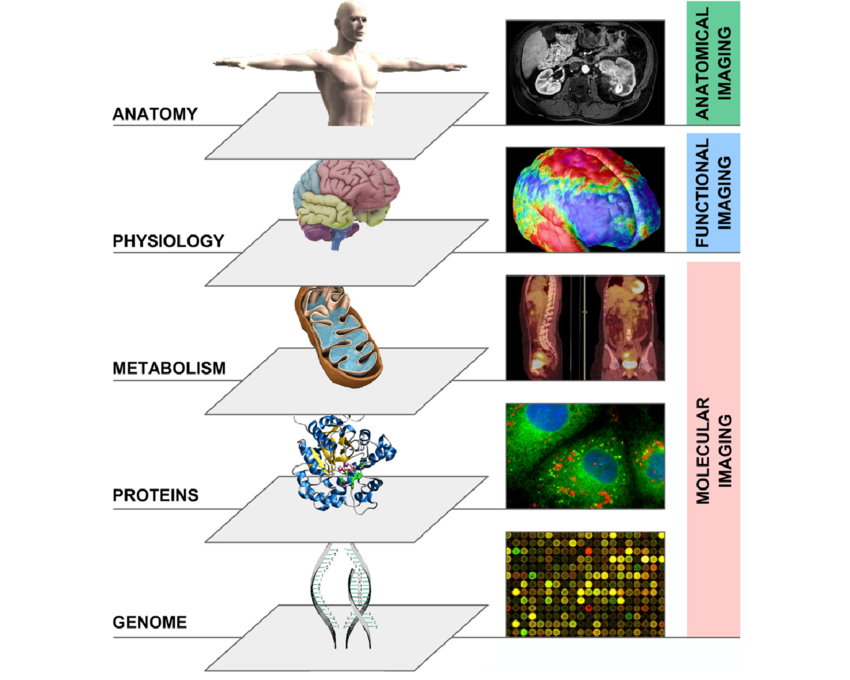 ANATOMY
ANATOMICAL
IMAGING
PHYSIOLOGY
FUNCTIONAL
IMAGING
METABOLISM
PROTEINS
MOLECULAR
IMAGING
GENOME